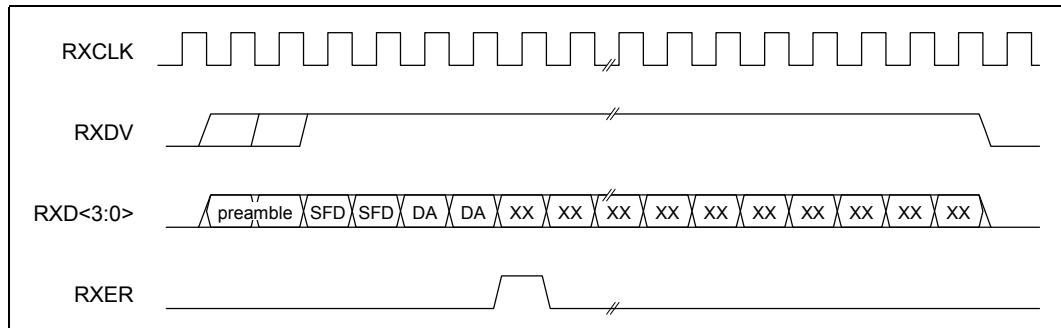 RXCLK
RXDV
RXD<3:0> preamble SFD SFD DA DA XX XX XX XX XX XX XX XX XX XX
RXER